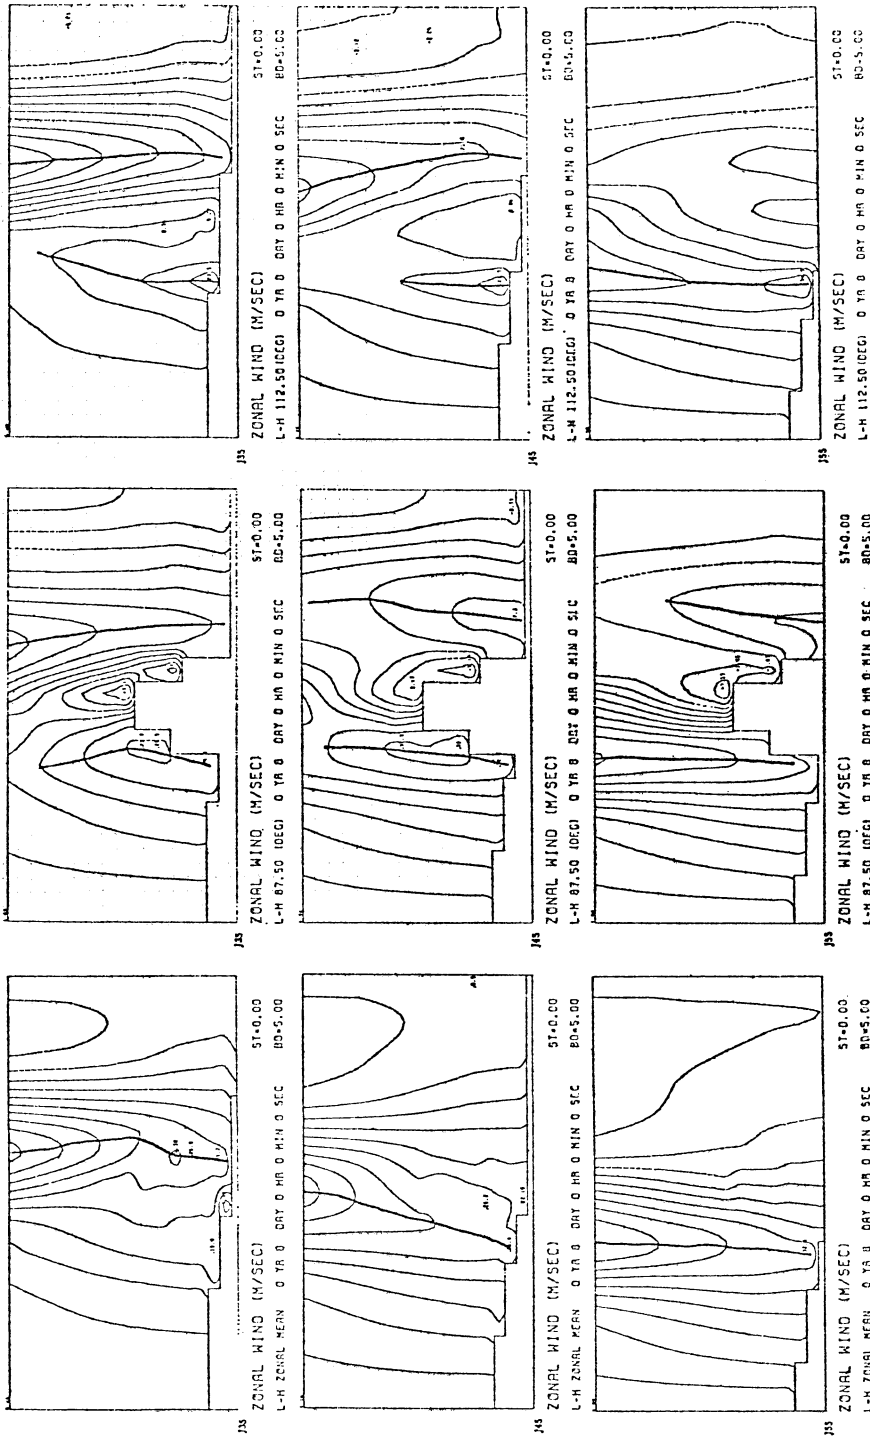 J35
ZONAL WIND (M/SEC) ST=0.00
L-H ZONAL MEAN 0 YR 0 DAY 0 HR 0 MIN 0 SEC BD=5.00
J35
ZONAL WIND (M/SEC) ST=0.00
L-H 87.50 (DEG) 0 YR 0 DAY 0 HR 0 MIN 0 SEC BD=5.00
J35
ZONAL WIND (M/SEC) ST=0.00
L-H 112.50 (DEG) 0 YR 0 DAY 0 HR 0 MIN 0 SEC BD=5.00
J45
ZONAL WIND (M/SEC) ST=0.00
L-H ZONAL MEAN 0 YR 0 DAY 0 HR 0 MIN 0 SEC BD=5.00
J45
ZONAL WIND (M/SEC) ST=0.00
L-H 87.50 (DEG) 0 YR 0 DAY 0 HR 0 MIN 0 SEC BD=5.00
J45
ZONAL WIND (M/SEC) ST=0.00
L-H 112.50 (DEG) 0 YR 0 DAY 0 HR 0 MIN 0 SEC BD=5.00
J55
ZONAL WIND (M/SEC) ST=0.00
L-H ZONAL MEAN 0 YR 0 DAY 0 HR 0 MIN 0 SEC BD=5.00
J55
ZONAL WIND (M/SEC) ST=0.00
L-H 87.50 (DEG) 0 YR 0 DAY 0 HR 0 MIN 0 SEC BD=5.00
J55
ZONAL WIND (M/SEC) ST=0.00
L-H 112.50 (DEG) 0 YR 0 DAY 0 HR 0 MIN 0 SEC BD=5.00